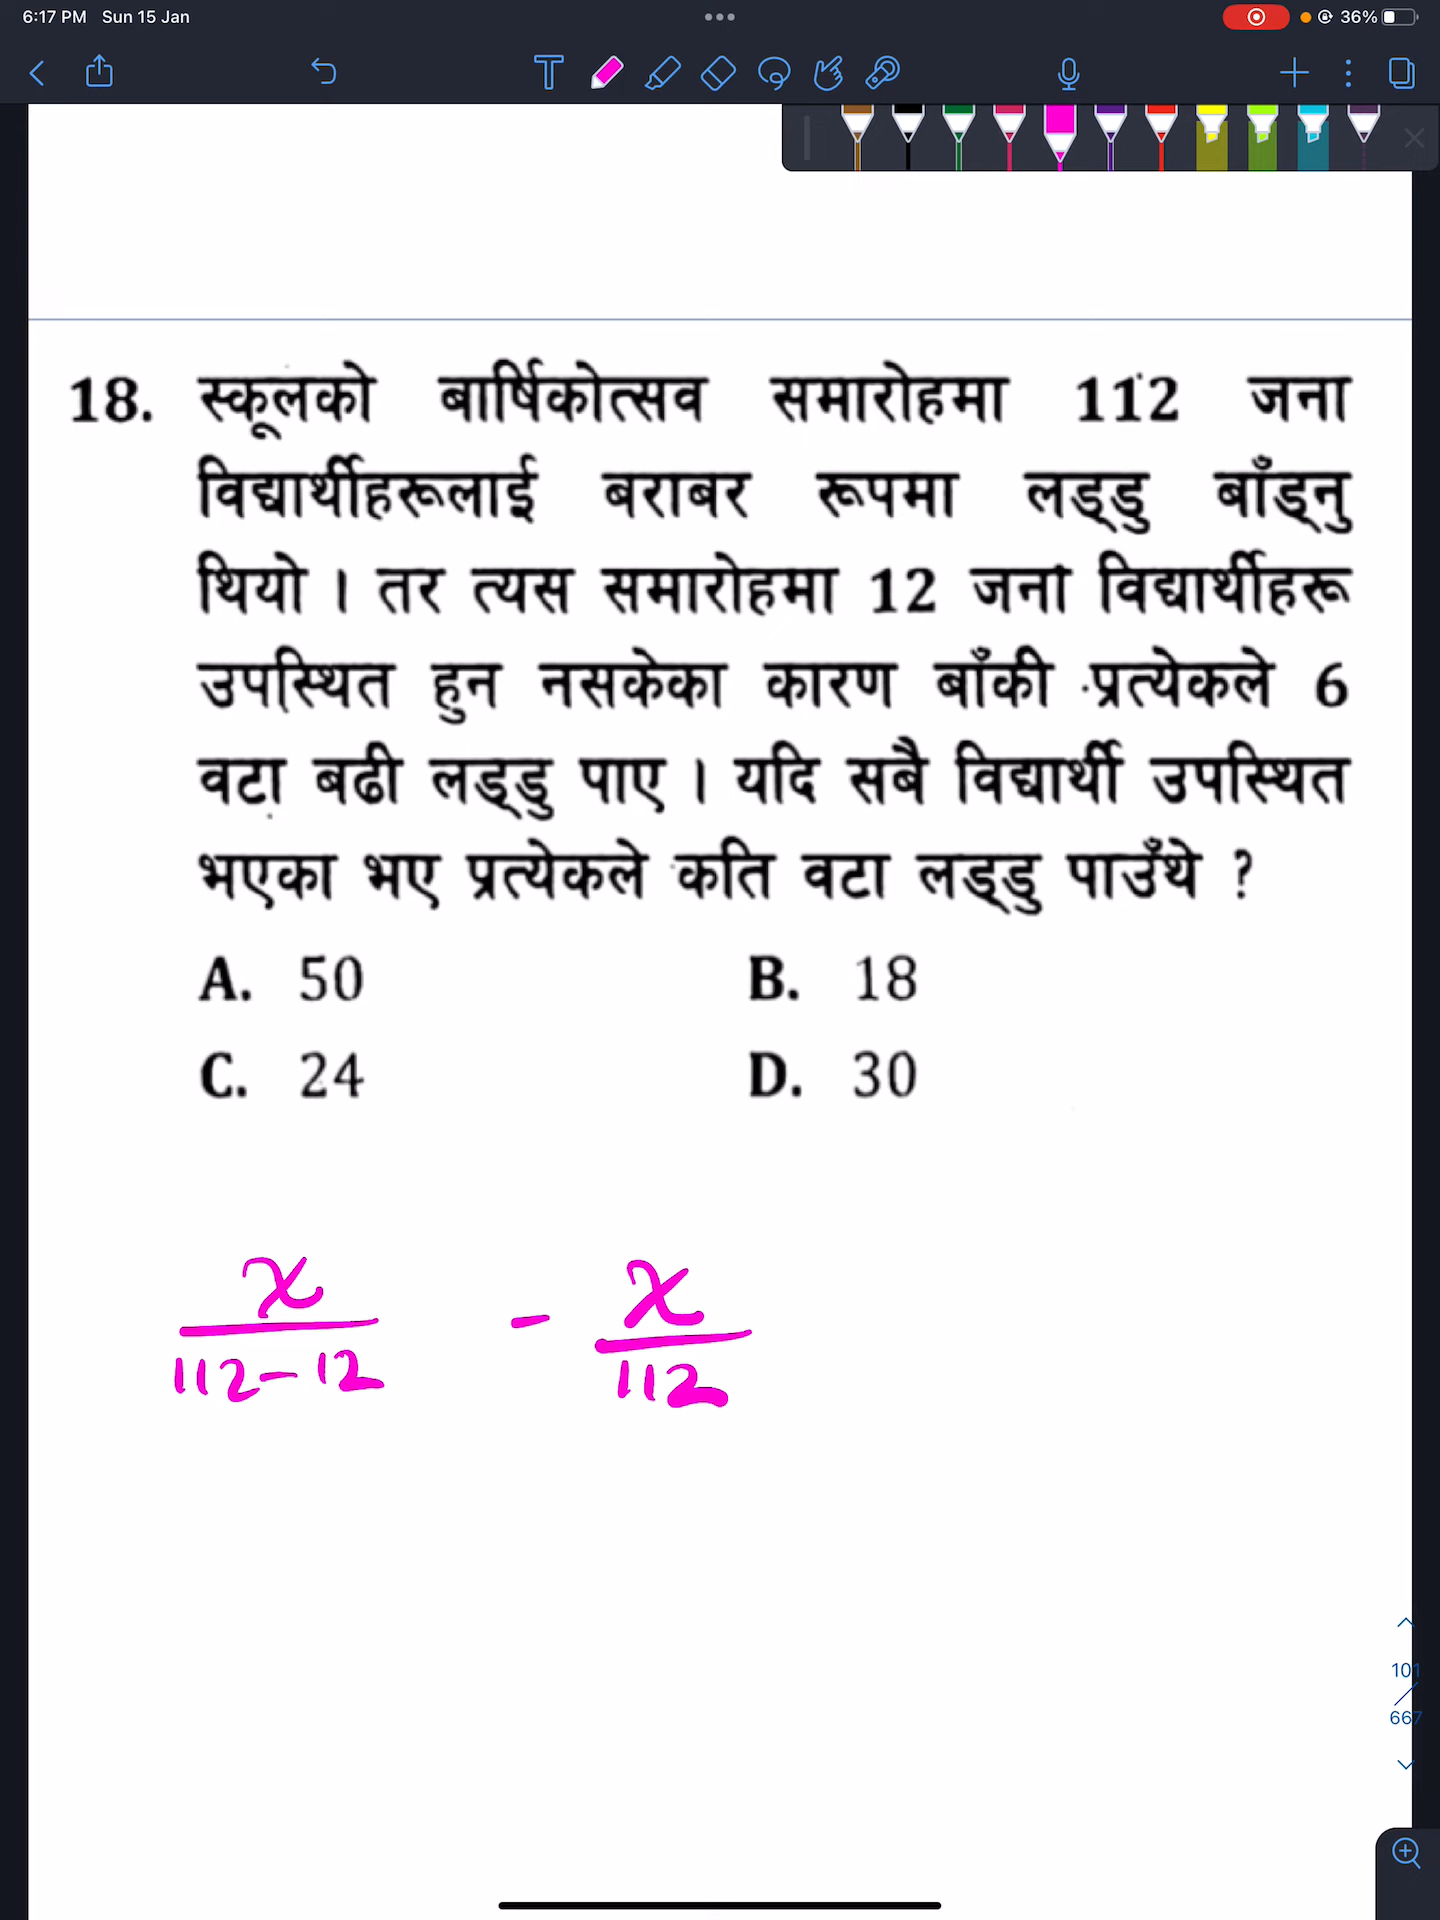 6:17 PM Sun 15 Jan
36%
T
18. स्कूलको बार्षिकोत्सव समारोहमा 112 जना
विद्यार्थीहरूलाई बराबर रूपमा लड्डु बाँड्नु
थियो । तर त्यस समारोहमा 12 जना विद्यार्थीहरू
उपस्थित हुन नसकेका कारण बाँकी प्रत्येकले 6
वटा बढी लड्डु पाए । यदि सबै विद्यार्थी उपस्थित
भएका भए प्रत्येकले कति वटा लड्डु पाउँथे ?
A. 50 B. 18
C. 24 D. 30
x/(112-12) - x/112
101
667